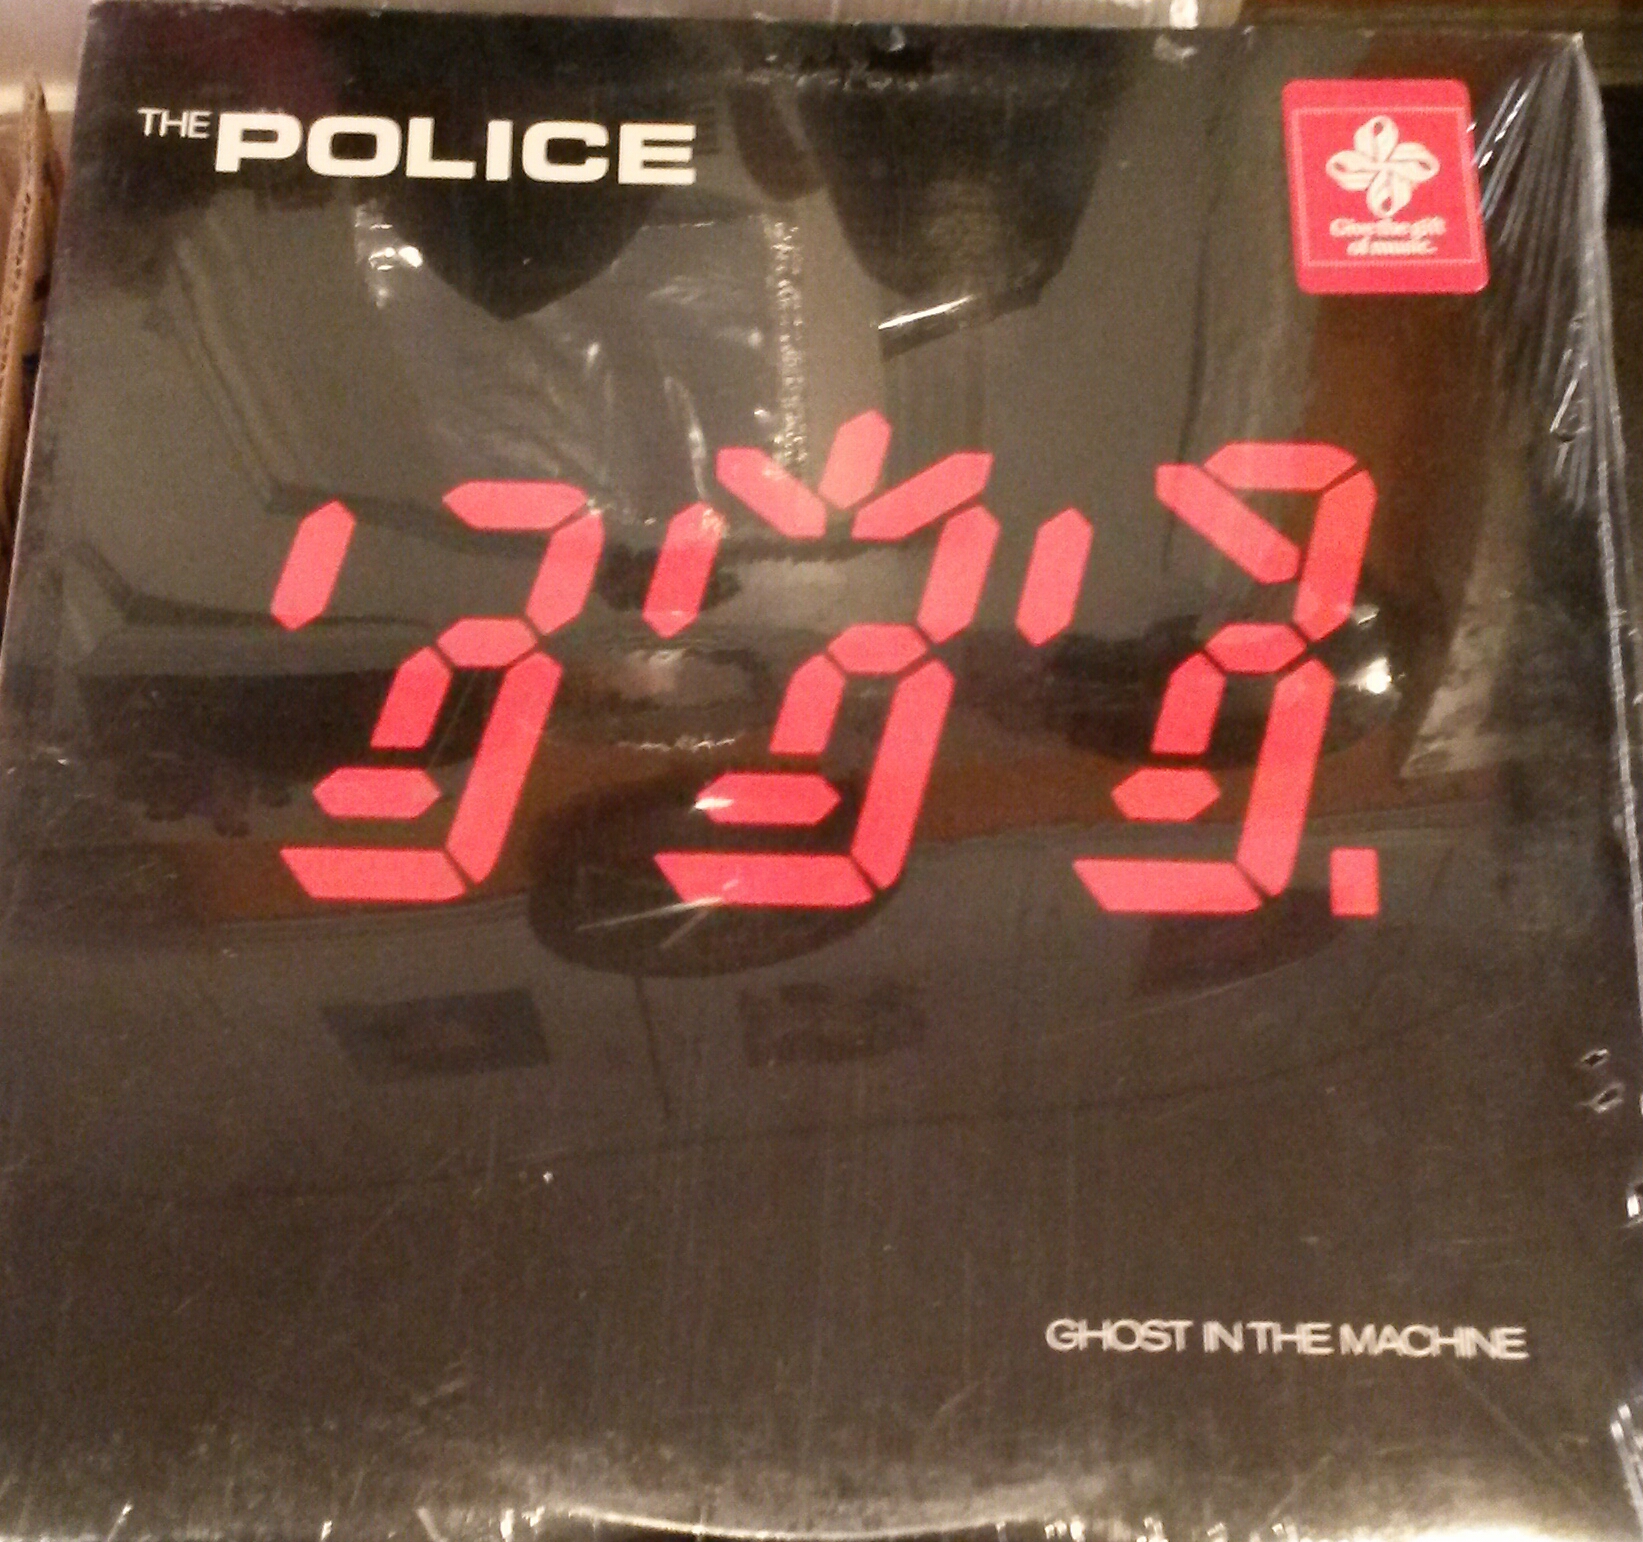 THE POLICE
Give the gift
of music.
GHOST IN THE MACHINE